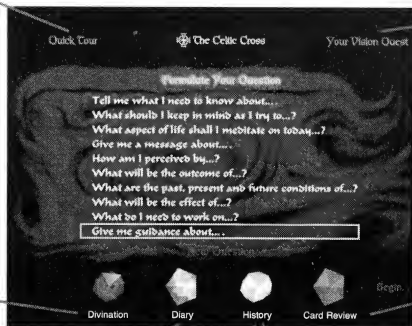 Quick Tour
The Celtic Cross
Your Vision Quest
Formulate Your Question
Tell me what I need to know about....
What should I keep in mind as I try to...?
What aspect of life shall I meditate on today...?
Give me a message about....
How am I perceived by...?
What will be the outcome of...?
What are the past, present and future conditions of...?
What will be the effect of...?
What do I need to work on...?
Give me guidance about....
Begin
Divination
Diary
History
Card Review